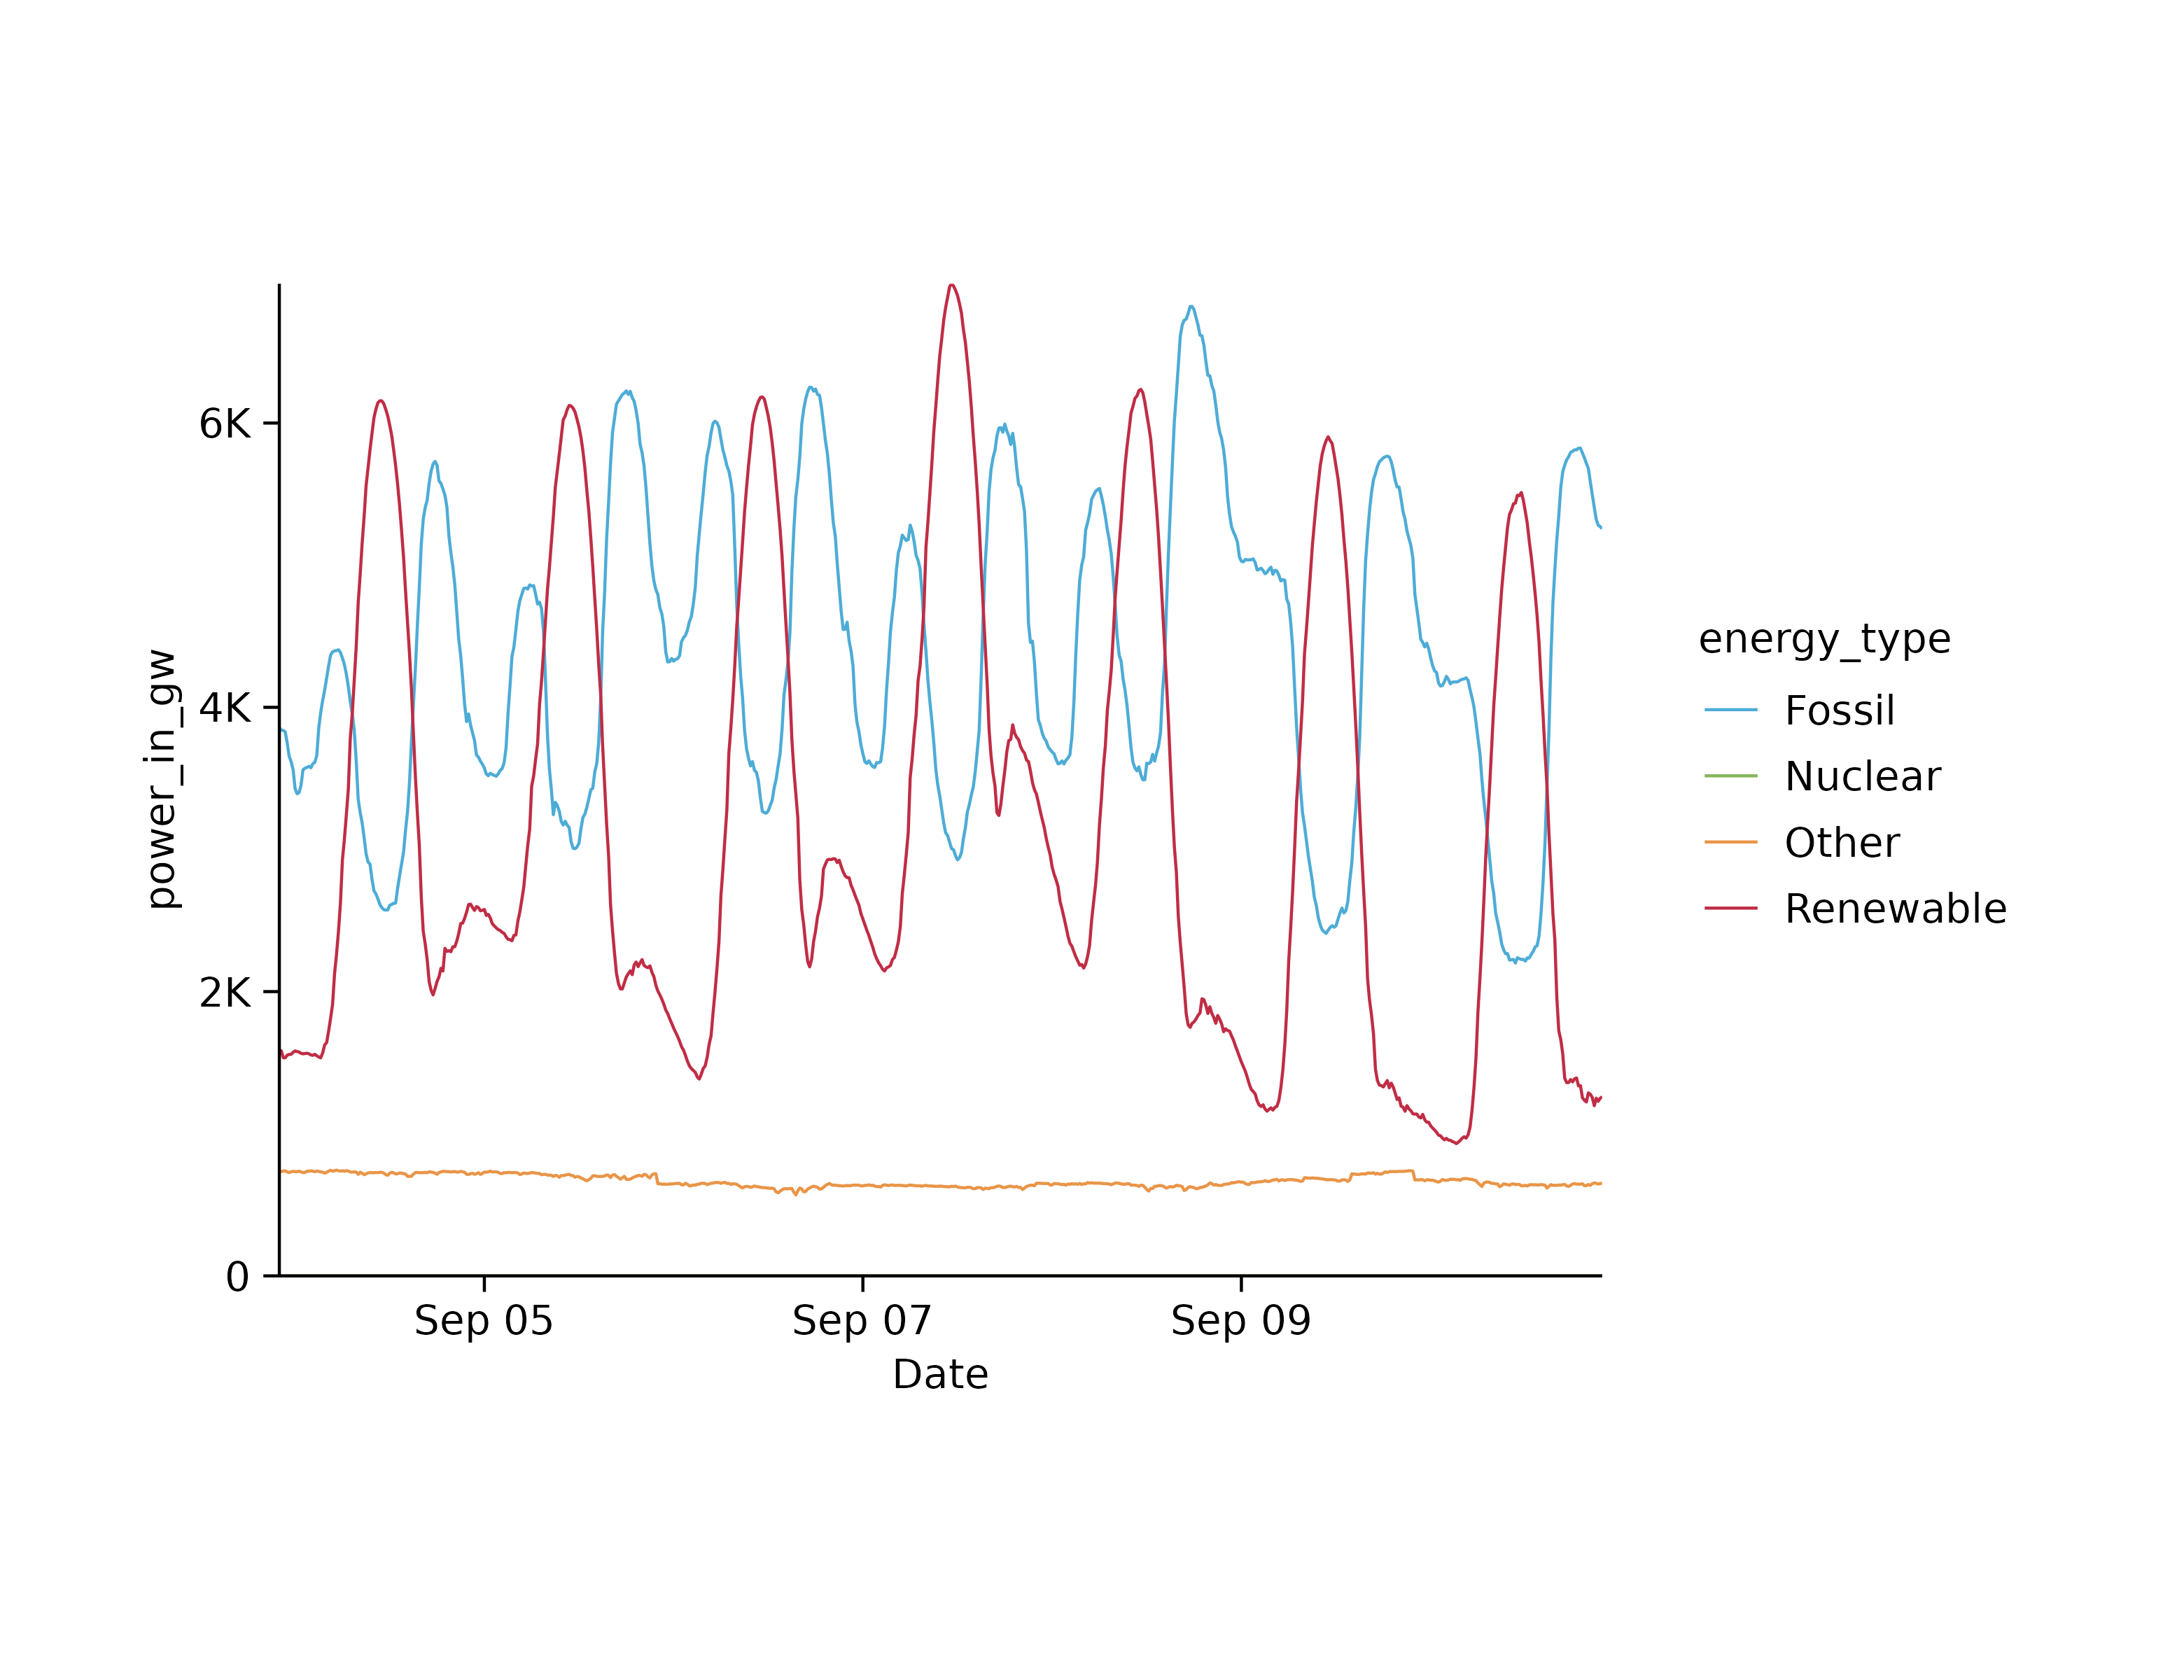 power_in_gw
6K
4K
2K
0
Sep 05
Sep 07
Sep 09
Date
energy_type
Fossil
Nuclear
Other
Renewable